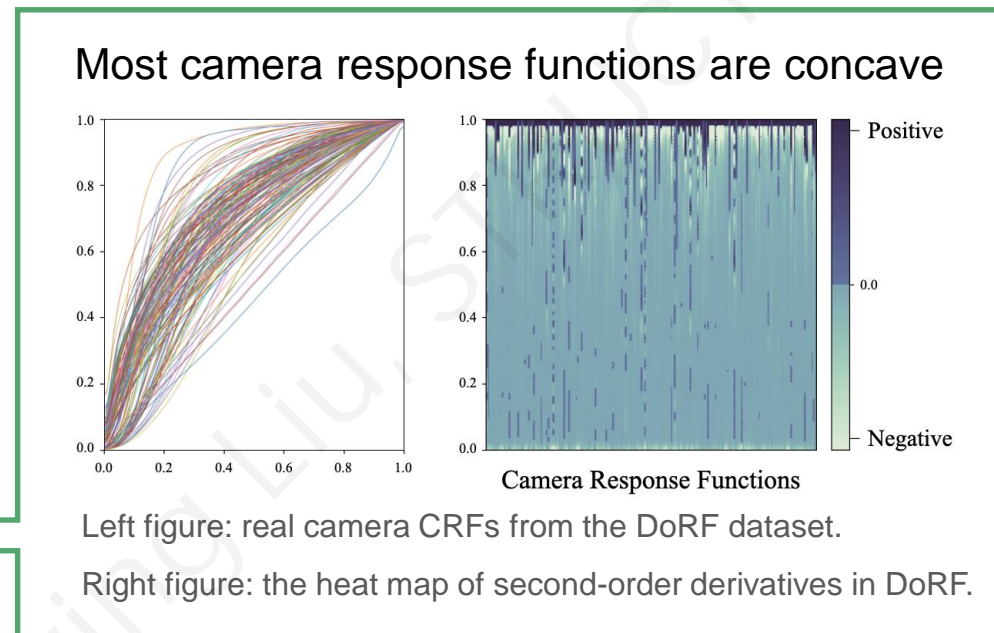 Most camera response functions are concave
1.0
0.8
0.6
0.4
0.2
0.0
0.0 0.2 0.4 0.6 0.8 1.0
1.0
0.8
0.6
0.4
0.2
0.0
Camera Response Functions
Positive
0.0
Negative
Left figure: real camera CRFs from the DoRF dataset.
Right figure: the heat map of second-order derivatives in DoRF.